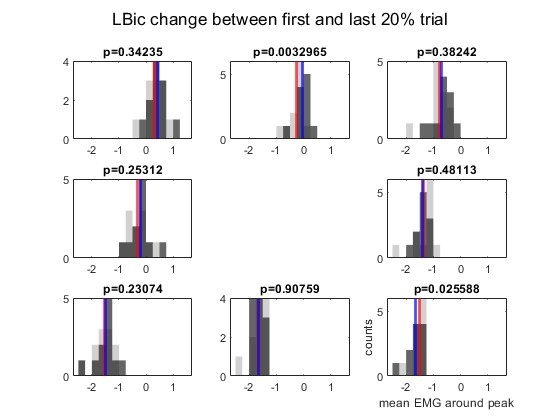 LBic change between first and last 20% trial
p=0.34235
p=0.0032965
p=0.38242
4
2
0
-2 -1 0 1
5
0
-2 -1 0 1
5
0
-2 -1 0 1
p=0.25312
p=0.48113
5
0
-2 -1 0 1
5
0
-2 -1 0 1
p=0.23074
p=0.90759
p=0.025588
5
0
-2 -1 0 1
4
2
0
-2 -1 0 1
counts
5
0
-2 -1 0 1
mean EMG around peak